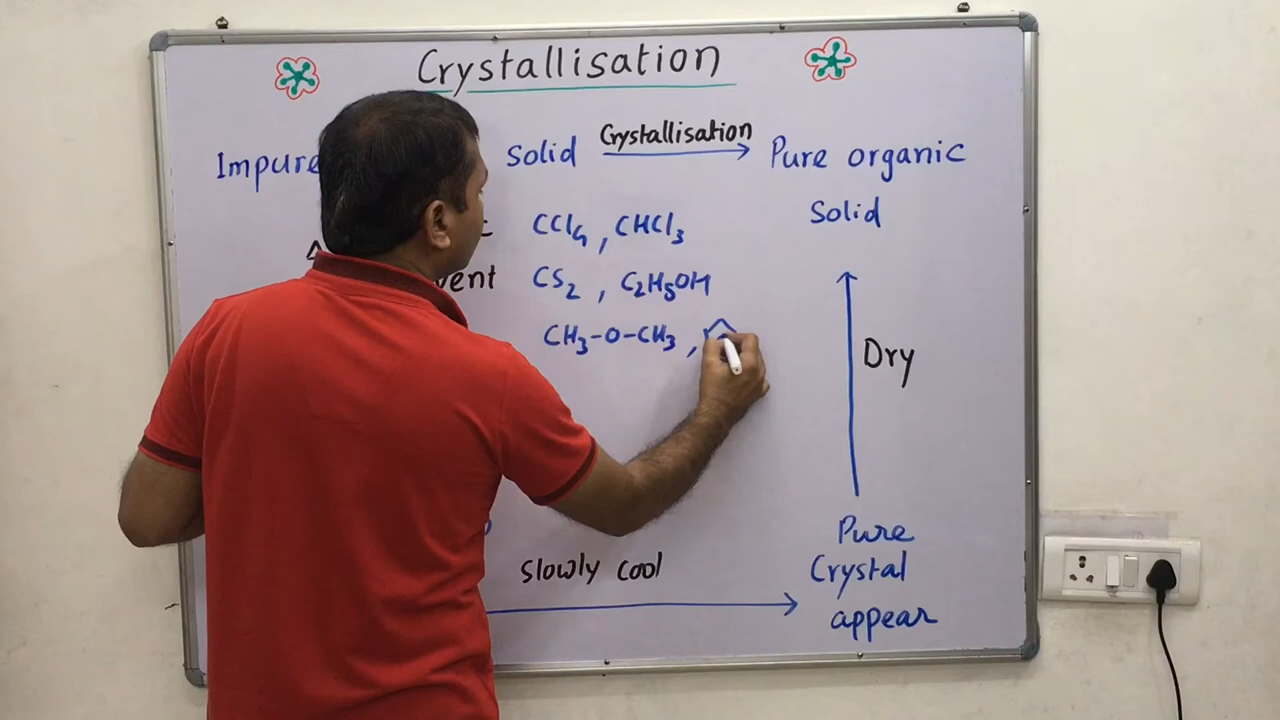 Crystallisation
Impure Solid Crystallisation Pure organic
Solid
CCl4, CHCl3
CS2, C2H5OH
CH3-O-CH3,
Dry
Pure
Crystal
appear
Slowly Cool